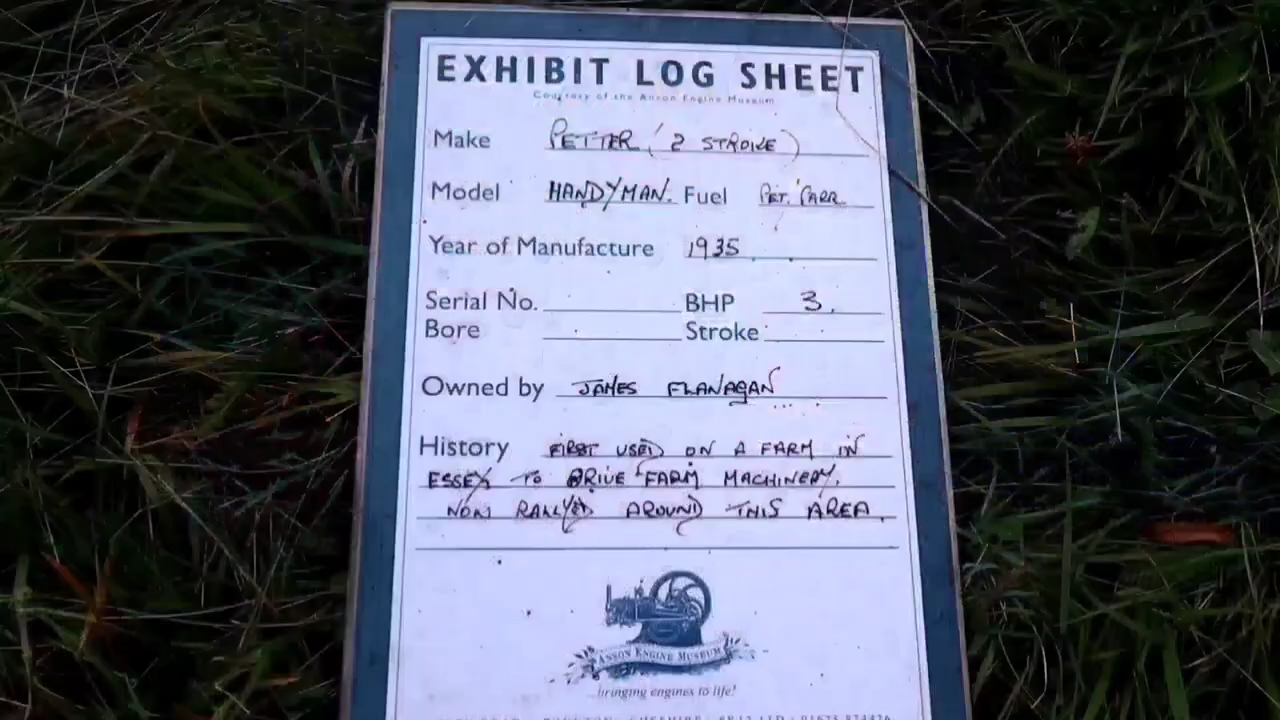 EXHIBIT LOG SHEET
Courtesy of the Anson Engine Museum
Make PETTER (2 STROKE)
Model HANDYMAN. Fuel PET. PARR
Year of Manufacture 1935
Serial No. BHP 3.
Bore Stroke
Owned by JAMES FLANAGAN
History FIRST USED ON A FARM IN
ESSEX TO DRIVE FARM MACHINERY.
NOW RALLYED AROUND THIS AREA.
ANSON ENGINE MUSEUM
...bringing engines to life!